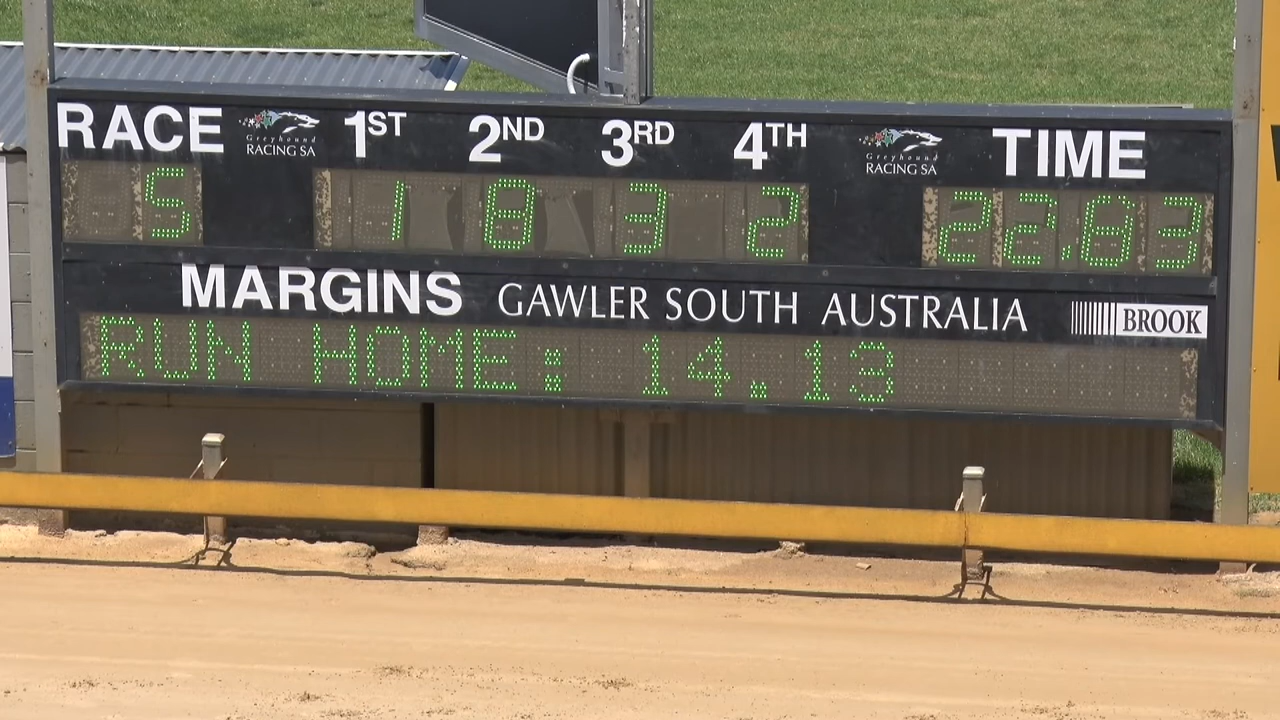 RACE Greyhound RACING SA 1ST 2ND 3RD 4TH Greyhound RACING SA TIME
5 1 8 3 2 22.83
MARGINS GAWLER SOUTH AUSTRALIA BROOK
RUN HOME: 14.13